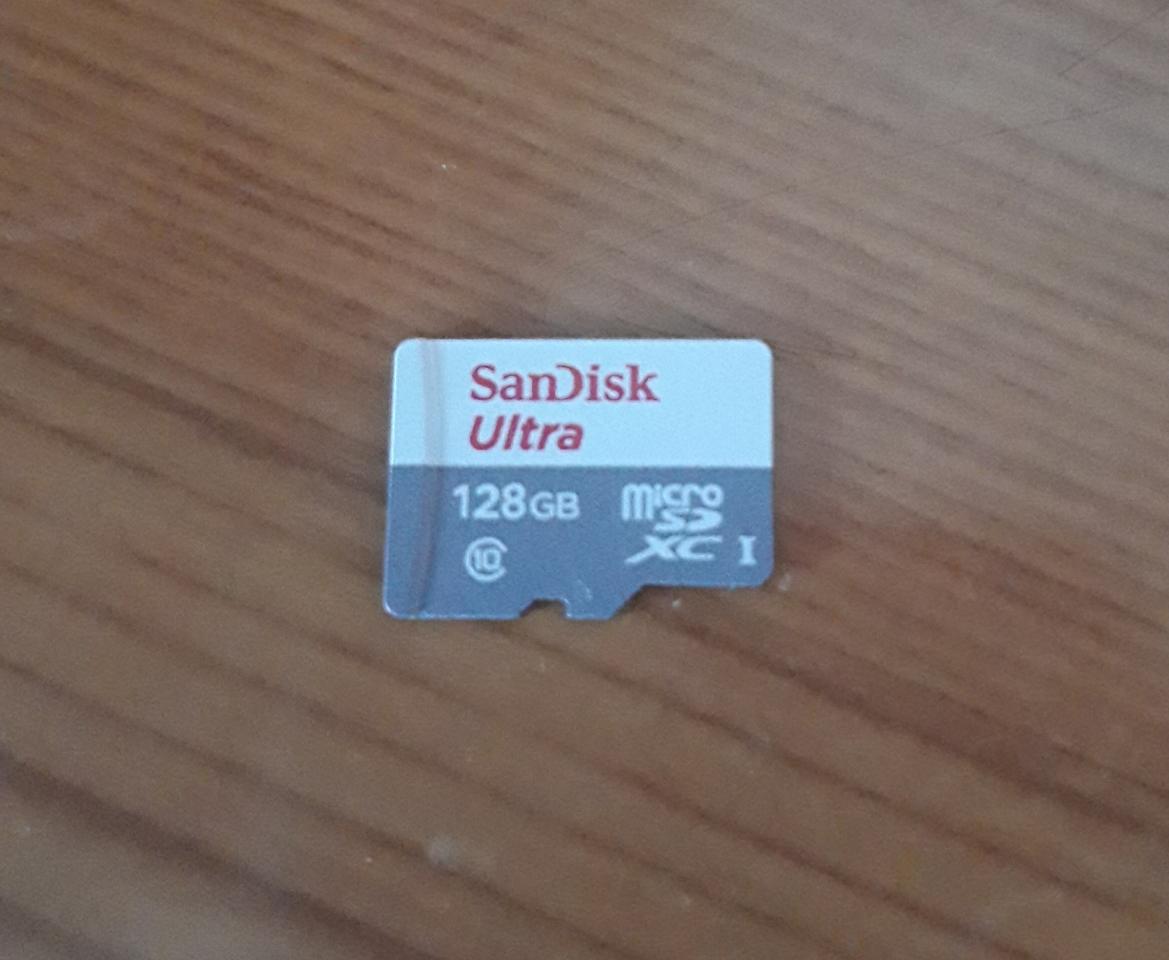 SanDisk
Ultra
128GB
micro
SD
XC I
10